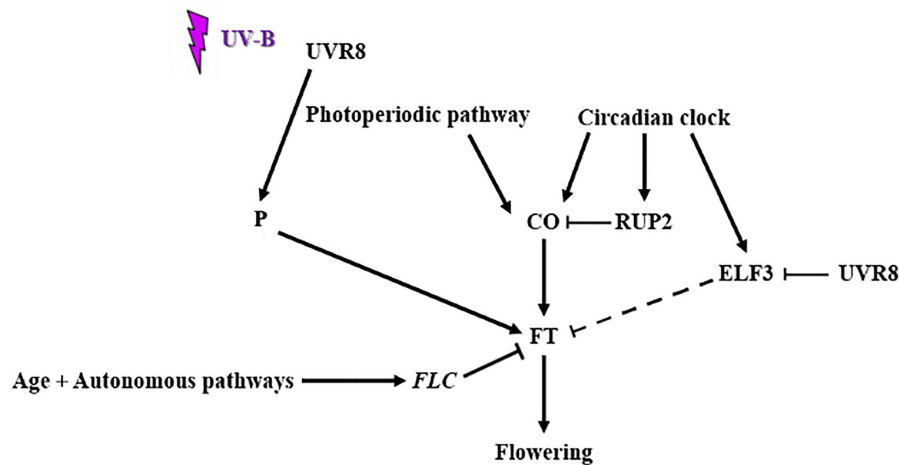 UV-B
UVR8
Photoperiodic pathway
Circadian clock
P
CO
RUP2
ELF3
UVR8
FT
Age + Autonomous pathways
FLC
Flowering